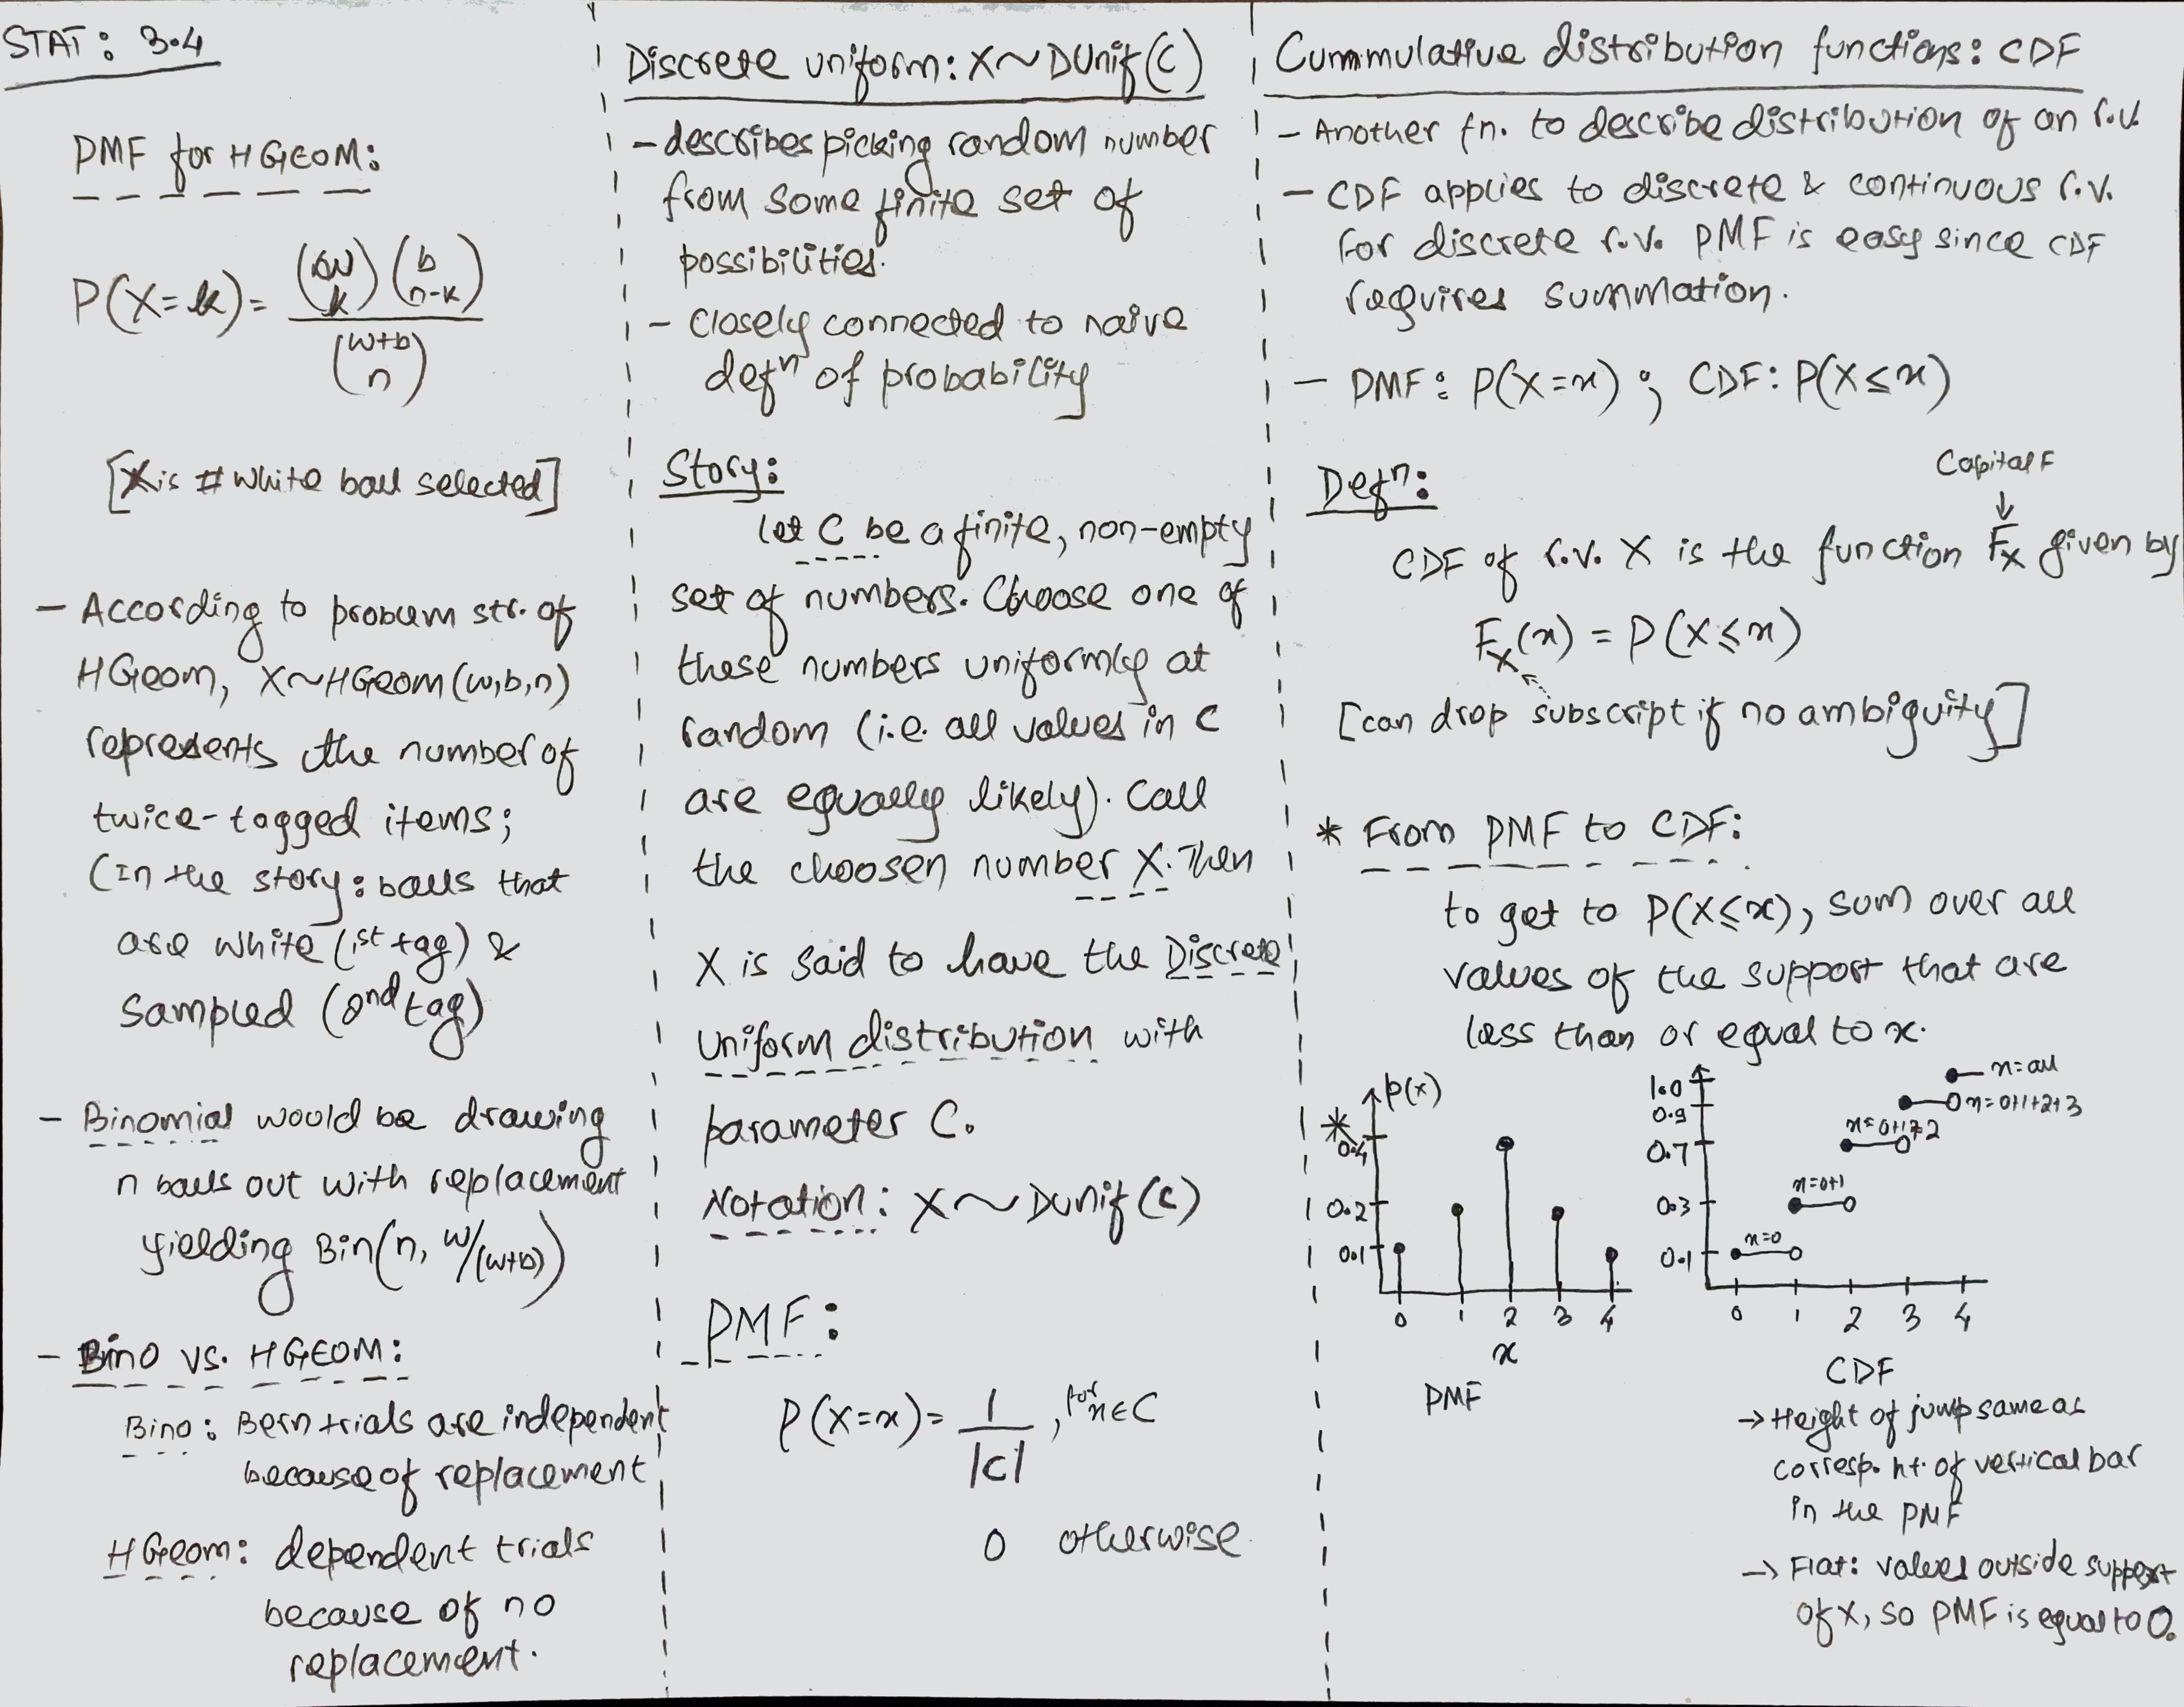 STAT: 3.4
PMF for HGEOM:
P(X=k) = (w k)(b n-k) / (w+b n)
[X is # white ball selected]
- According to problem str. of
HGeom, X~HGeom(w,b,n)
represents the number of
twice-tagged items;
(In the story: balls that
are white (1st tag) &
sampled (2nd tag)
- Binomial would be drawing
n balls out with replacement
yielding Bin(n, w/(w+b))
- Bino vs. HGEOM:
Bino: Bern trials are independent
because of replacement
HGeom: dependent trials
because of no
replacement.
Discrete uniform: X~DUnif(C)
- describes picking random number
from some finite set of
possibilities.
- Closely connected to naive
defⁿ of probability
Story:
let C be a finite, non-empty
set of numbers. Choose one of
these numbers uniformly at
random (i.e. all values in C
are equally likely). Call
the choosen number X. Then
X is said to have the Discrete
Uniform distribution with
parameter C.
Notation: X~DUnif(C)
PMF:
P(X=x) = 1/|C|, for x∈C
0 otherwise
Cummulative distribution functions: CDF
- Another fn. to describe distribution of an r.v.
- CDF applies to discrete & continuous r.v.
For discrete r.v. PMF is easy since CDF
requires summation.
- PMF: P(X=x) ; CDF: P(X≤x)
Capital F
↓
Defⁿ:
CDF of r.v. X is the function F_X given by
F_X(x) = P(X≤x)
[can drop subscript if no ambiguity]
* From PMF to CDF:
to get to P(X≤x), sum over all
values of the support that are
less than or equal to x.
*
p(x)
0.4
0.2
0.1
0 1 2 3 4
x
PMF
1.0
0.9
0.7
0.3
0.1
x=all
x=0+1+2+3
x=0+1+2
x=0+1
x=0
0 1 2 3 4
CDF
→ Height of jump same as
corresp. ht. of vertical bar
in the PMF
→ Flat: values outside support
of X, so PMF is equal to 0.